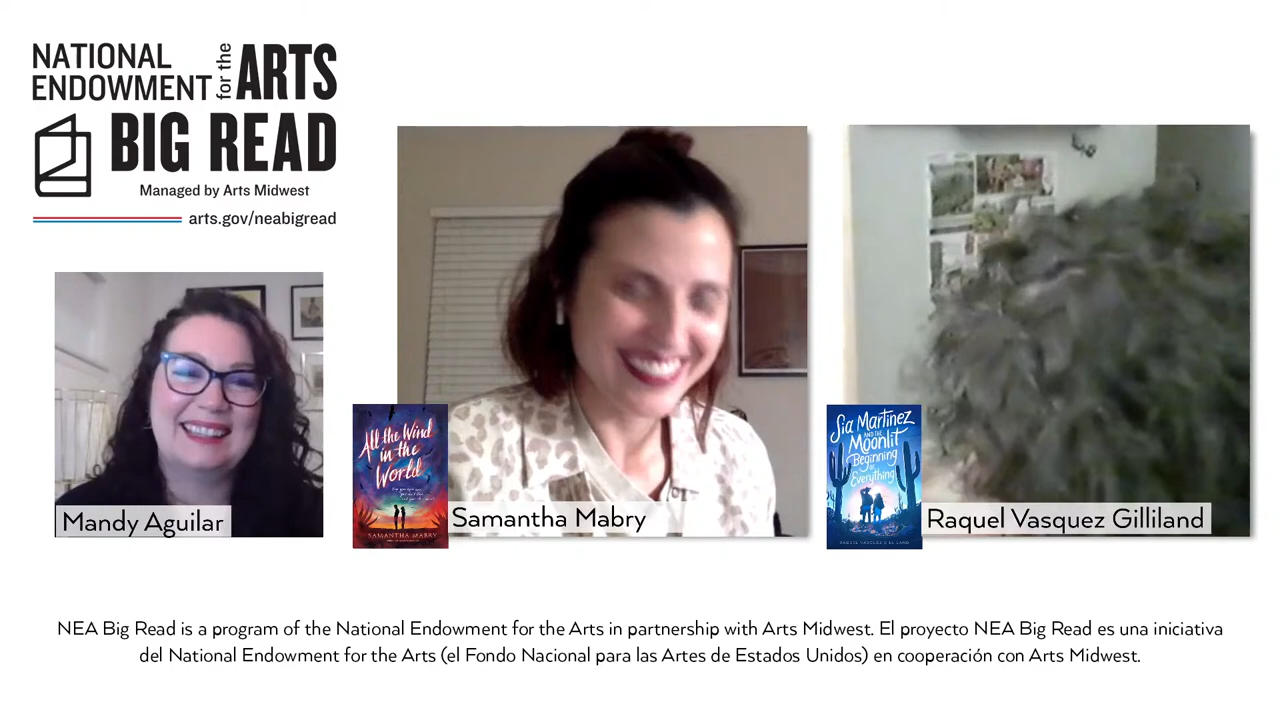 NATIONAL
ENDOWMENT for the ARTS
BIG READ
Managed by Arts Midwest
arts.gov/neabigread
Mandy Aguilar
All the Wind
in the
World
SAMANTHA MABRY
Samantha Mabry
Sia Martinez
AND THE
Moonlit
Beginning
of
Everything
RAQUEL VASQUEZ GILLILAND
Raquel Vasquez Gilliland
NEA Big Read is a program of the National Endowment for the Arts in partnership with Arts Midwest. El proyecto NEA Big Read es una iniciativa
del National Endowment for the Arts (el Fondo Nacional para las Artes de Estados Unidos) en cooperación con Arts Midwest.